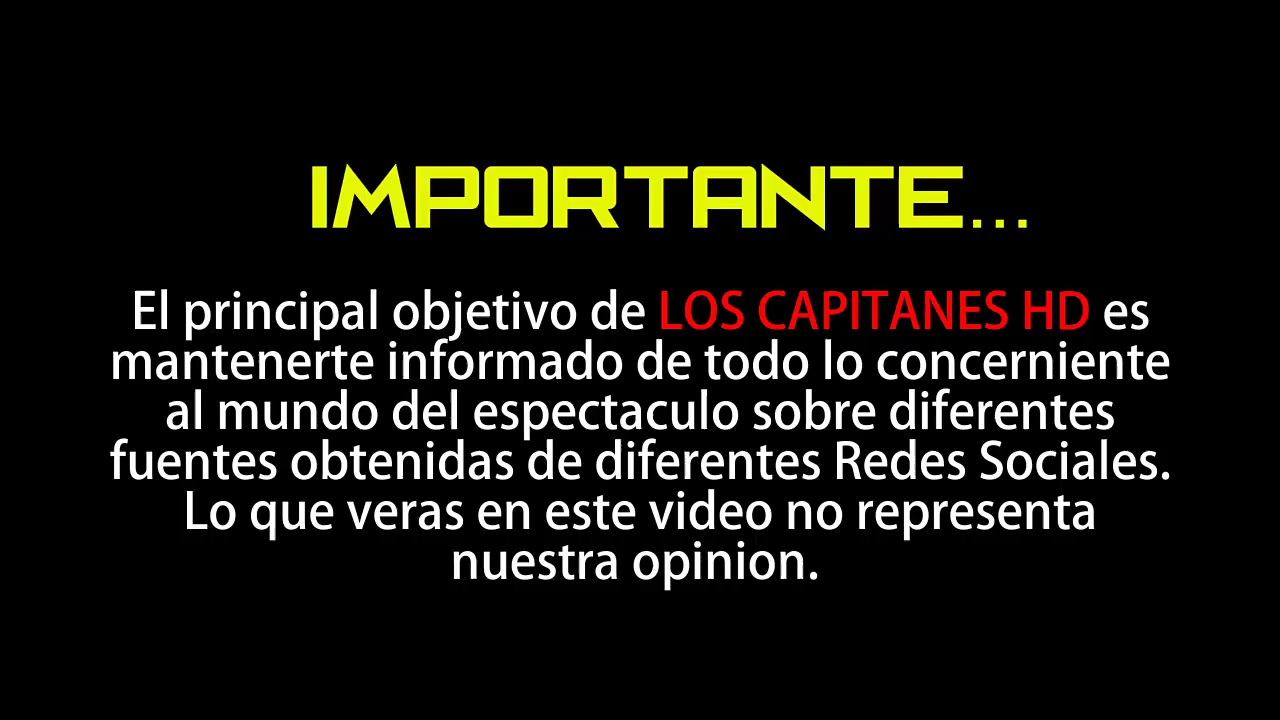 IMPORTANTE...
El principal objetivo de LOS CAPITANES HD es
mantenerte informado de todo lo concerniente
al mundo del espectaculo sobre diferentes
fuentes obtenidas de diferentes Redes Sociales.
Lo que veras en este video no representa
nuestra opinion.